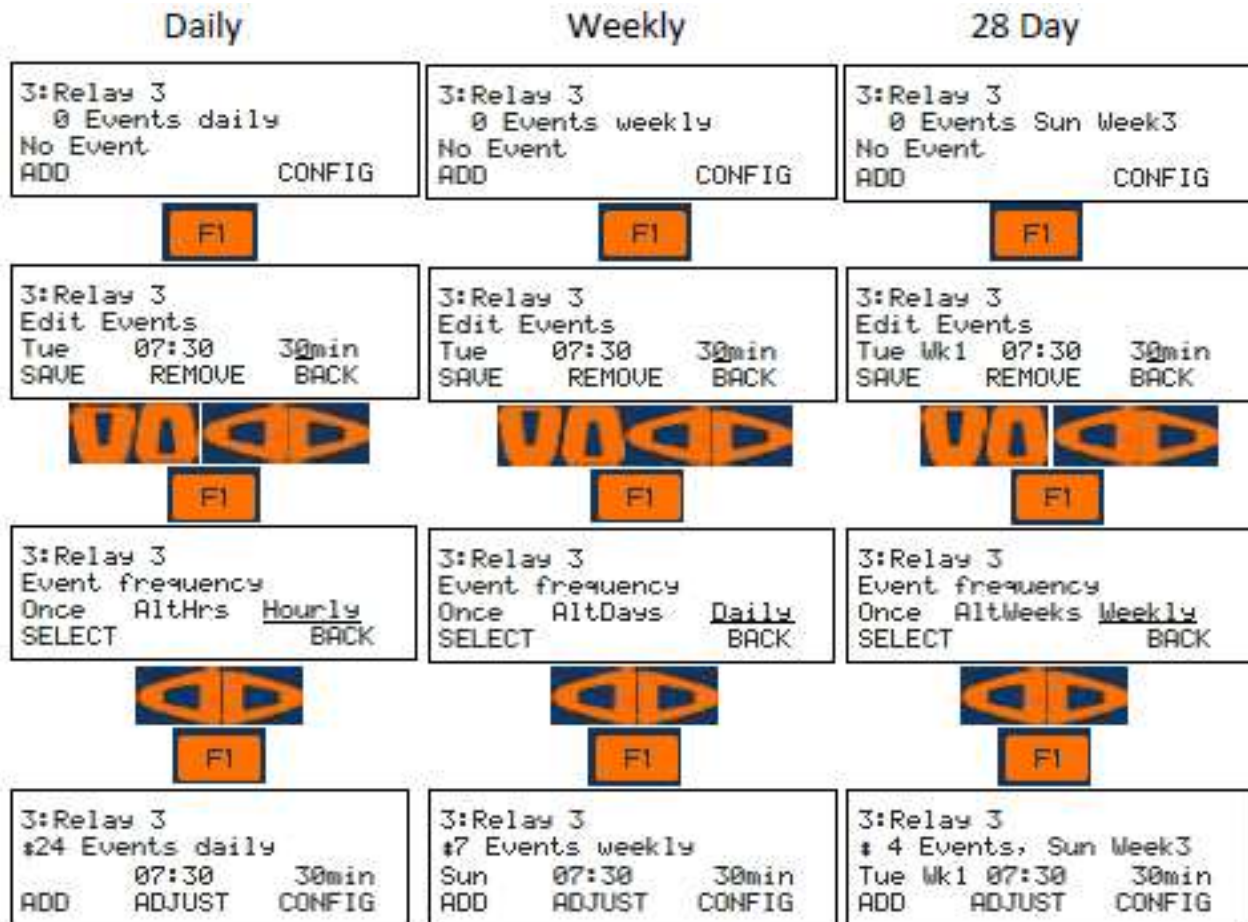 Daily
Weekly
28 Day
3:Relay 3
0 Events daily
No Event
ADD CONFIG
3:Relay 3
0 Events weekly
No Event
ADD CONFIG
3:Relay 3
0 Events Sun Week3
No Event
ADD CONFIG
F1
F1
F1
3:Relay 3
Edit Events
Tue 07:30 30min
SAVE REMOVE BACK
3:Relay 3
Edit Events
Tue 07:30 30min
SAVE REMOVE BACK
3:Relay 3
Edit Events
Tue Wk1 07:30 30min
SAVE REMOVE BACK
F1
F1
F1
3:Relay 3
Event frequency
Once AltHrs Hourly
SELECT BACK
3:Relay 3
Event frequency
Once AltDays Daily
SELECT BACK
3:Relay 3
Event frequency
Once AltWeeks Weekly
SELECT BACK
F1
F1
F1
3:Relay 3
↕24 Events daily
07:30 30min
ADD ADJUST CONFIG
3:Relay 3
↕7 Events weekly
Sun 07:30 30min
ADD ADJUST CONFIG
3:Relay 3
↕ 4 Events, Sun Week3
Tue Wk1 07:30 30min
ADD ADJUST CONFIG